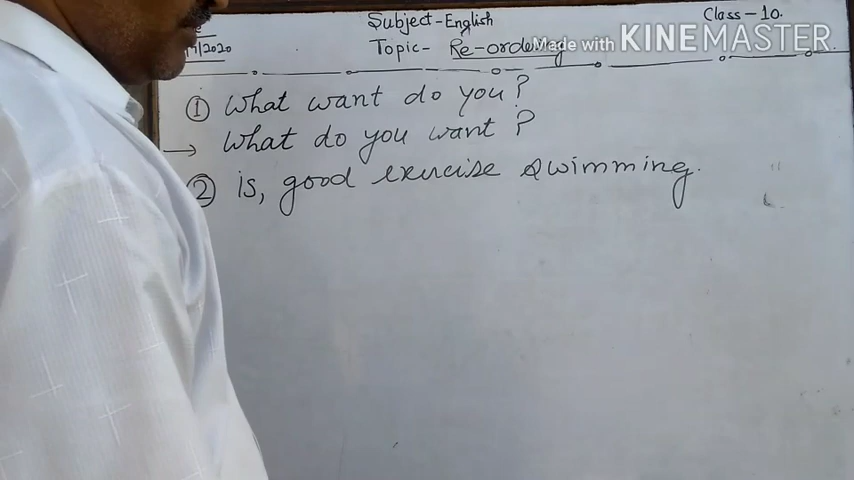 Subject-English
Class-10.
/2020
Topic- Re-ordering
Made with KINEMASTER
① What want do you?
→ What do you want?
② is, good exercise swimming.